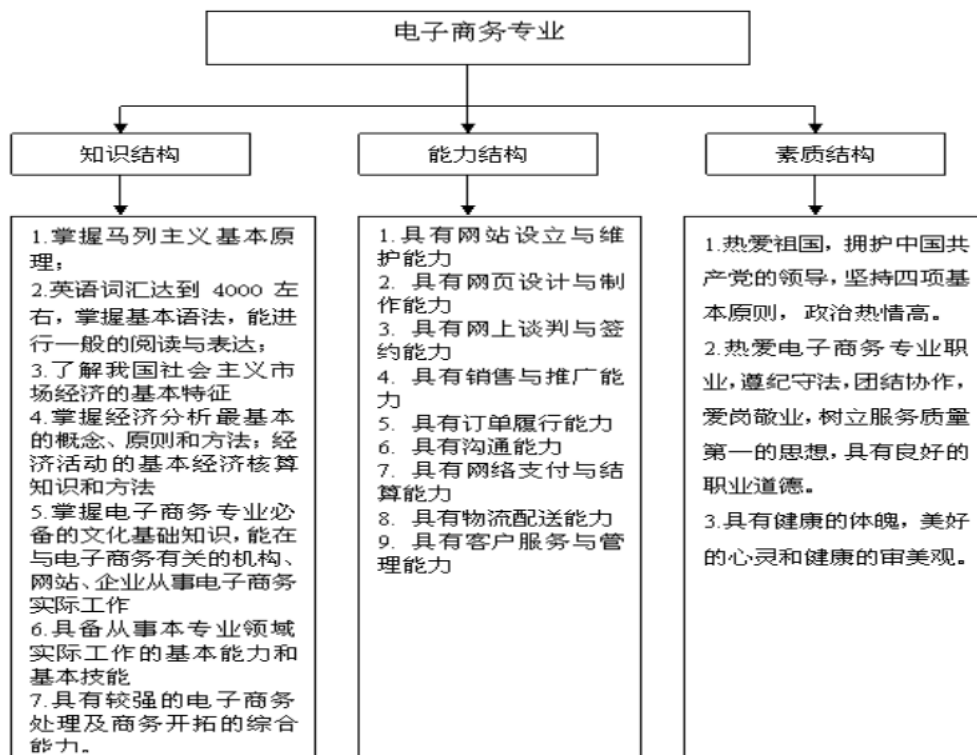 电子商务专业
知识结构
能力结构
素质结构
1.掌握马列主义基本原
理；
2.英语词汇达到 4000 左
右，掌握基本语法，能进
行一般的阅读与表达；
3.了解我国社会主义市
场经济的基本特征
4.掌握经济分析最基本
的概念、原则和方法；经
济活动的基本经济核算
知识和方法
5.掌握电子商务专业必
备的文化基础知识，能在
与电子商务有关的机构、
网站、企业从事电子商务
实际工作
6.具备从事本专业领域
实际工作的基本能力和
基本技能
7.具有较强的电子商务
处理及商务开拓的综合
能力。
1.具有网站设立与维
护能力
2. 具有网页设计与制
作能力
3. 具有网上谈判与签
约能力
4. 具有销售与推广能
力
5. 具有订单履行能力
6. 具有沟通能力
7. 具有网络支付与结
算能力
8. 具有物流配送能力
9. 具有客户服务与管
理能力
1.热爱祖国，拥护中国共
产党的领导，坚持四项基
本原则，政治热情高。
2.热爱电子商务专业职
业，遵纪守法，团结协作，
爱岗敬业，树立服务质量
第一的思想，具有良好的
职业道德。
3.具有健康的体魄，美好
的心灵和健康的审美观。